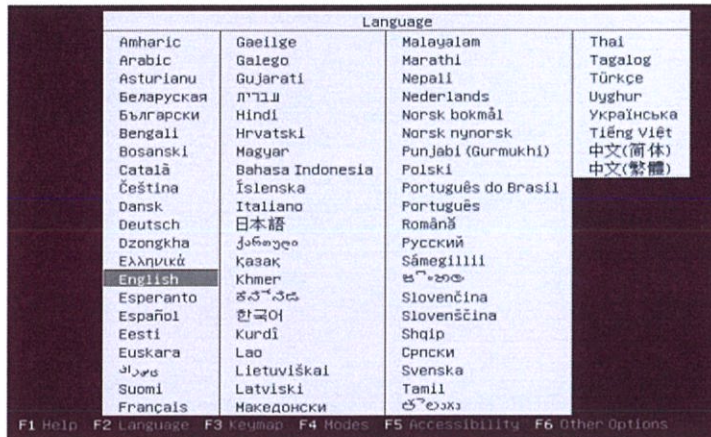 Language
Amharic
Arabic
Asturianu
Беларуская
Български
Bengali
Bosanski
Català
Čeština
Dansk
Deutsch
Dzongkha
Ελληνικά
English
Esperanto
Español
Eesti
Euskara
Suomi
Français
Gaeilge
Galego
Gujarati
עברית
Hindi
Hrvatski
Magyar
Bahasa Indonesia
Íslenska
Italiano
日本語
ქართული
Қазақ
Khmer
ಕನ್ನಡ
한국어
Kurdî
Lao
Lietuviškai
Latviski
Македонски
Malayalam
Marathi
Nepali
Nederlands
Norsk bokmål
Norsk nynorsk
Punjabi (Gurmukhi)
Polski
Português do Brasil
Português
Română
Русский
Sámegillii
සිංහල
Slovenčina
Slovenščina
Shqip
Српски
Svenska
Tamil
తెలుగు
Thai
Tagalog
Türkçe
Uyghur
Українська
Tiếng Việt
中文(简体)
中文(繁體)
F1 Help F2 Language F3 Keymap F4 Modes F5 Accessibility F6 Other Options